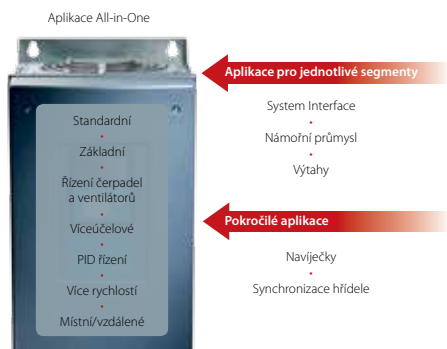 Aplikace All-in-One
Standardní
•
Základní
•
Řízení čerpadel
a ventilátorů
•
Víceúčelové
•
PID řízení
•
Více rychlostí
•
Místní/vzdálené
Aplikace pro jednotlivé segmenty
System Interface
•
Námořní průmysl
•
Výtahy
Pokročilé aplikace
Navíječky
•
Synchronizace hřídele